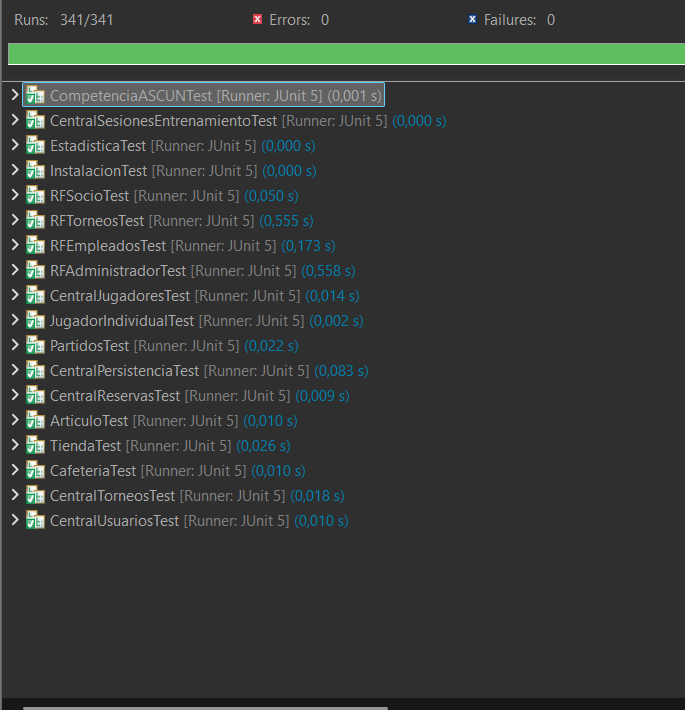 Runs: 341/341 Errors: 0 Failures: 0
CompetenciaASCUNTest [Runner: JUnit 5] (0,001 s)
CentralSesionesEntrenamientoTest [Runner: JUnit 5] (0,000 s)
EstadisticaTest [Runner: JUnit 5] (0,000 s)
InstalacionTest [Runner: JUnit 5] (0,000 s)
RFSocioTest [Runner: JUnit 5] (0,050 s)
RFTorneosTest [Runner: JUnit 5] (0,555 s)
RFEmpleadosTest [Runner: JUnit 5] (0,173 s)
RFAdministradorTest [Runner: JUnit 5] (0,558 s)
CentralJugadoresTest [Runner: JUnit 5] (0,014 s)
JugadorIndividualTest [Runner: JUnit 5] (0,002 s)
PartidosTest [Runner: JUnit 5] (0,022 s)
CentralPersistenciaTest [Runner: JUnit 5] (0,083 s)
CentralReservasTest [Runner: JUnit 5] (0,009 s)
ArticuloTest [Runner: JUnit 5] (0,010 s)
TiendaTest [Runner: JUnit 5] (0,026 s)
CafeteriaTest [Runner: JUnit 5] (0,010 s)
CentralTorneosTest [Runner: JUnit 5] (0,018 s)
CentralUsuariosTest [Runner: JUnit 5] (0,010 s)